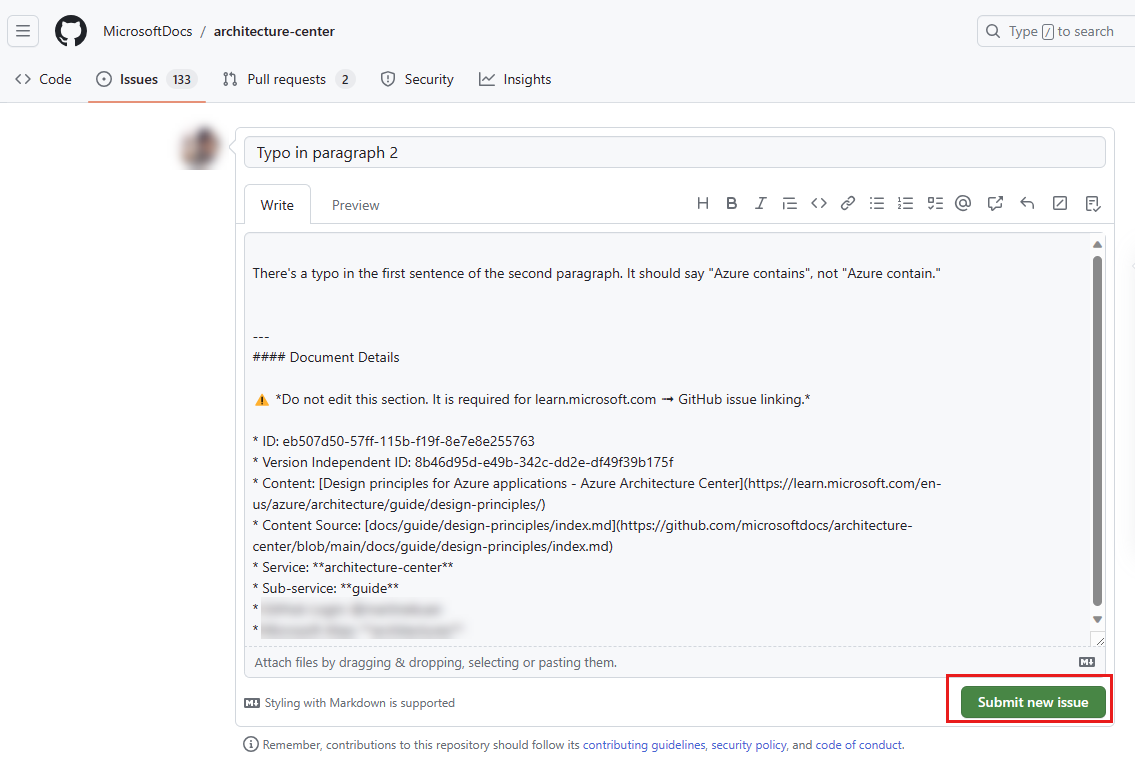 MicrosoftDocs / architecture-center
Type / to search
Code
Issues 133
Pull requests 2
Security
Insights
Typo in paragraph 2
Write
Preview
There's a typo in the first sentence of the second paragraph. It should say "Azure contains", not "Azure contain."
---
#### Document Details
⚠ *Do not edit this section. It is required for learn.microsoft.com ➟ GitHub issue linking.*
* ID: eb507d50-57ff-115b-f19f-8e7e8e255763
* Version Independent ID: 8b46d95d-e49b-342c-dd2e-df49f39b175f
* Content: [Design principles for Azure applications - Azure Architecture Center](https://learn.microsoft.com/en-
us/azure/architecture/guide/design-principles/)
* Content Source: [docs/guide/design-principles/index.md](https://github.com/microsoftdocs/architecture-
center/blob/main/docs/guide/design-principles/index.md)
* Service: **architecture-center**
* Sub-service: **guide**
*
*
Attach files by dragging & dropping, selecting or pasting them.
Styling with Markdown is supported
Submit new issue
Remember, contributions to this repository should follow its contributing guidelines, security policy, and code of conduct.